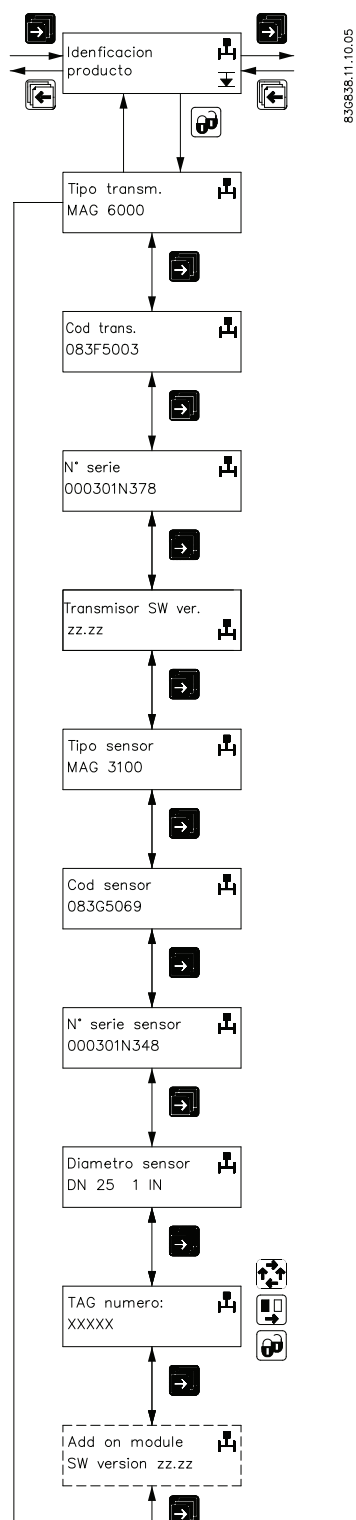 83G838.11.10.05
Idenficacion
producto
Tipo transm.
MAG 6000
Cod trans.
083F5003
N° serie
000301N378
Transmisor SW ver.
zz.zz
Tipo sensor
MAG 3100
Cod sensor
083G5069
N° serie sensor
000301N348
Diametro sensor
DN 25 1 IN
TAG numero:
XXXXX
Add on module
SW version zz.zz